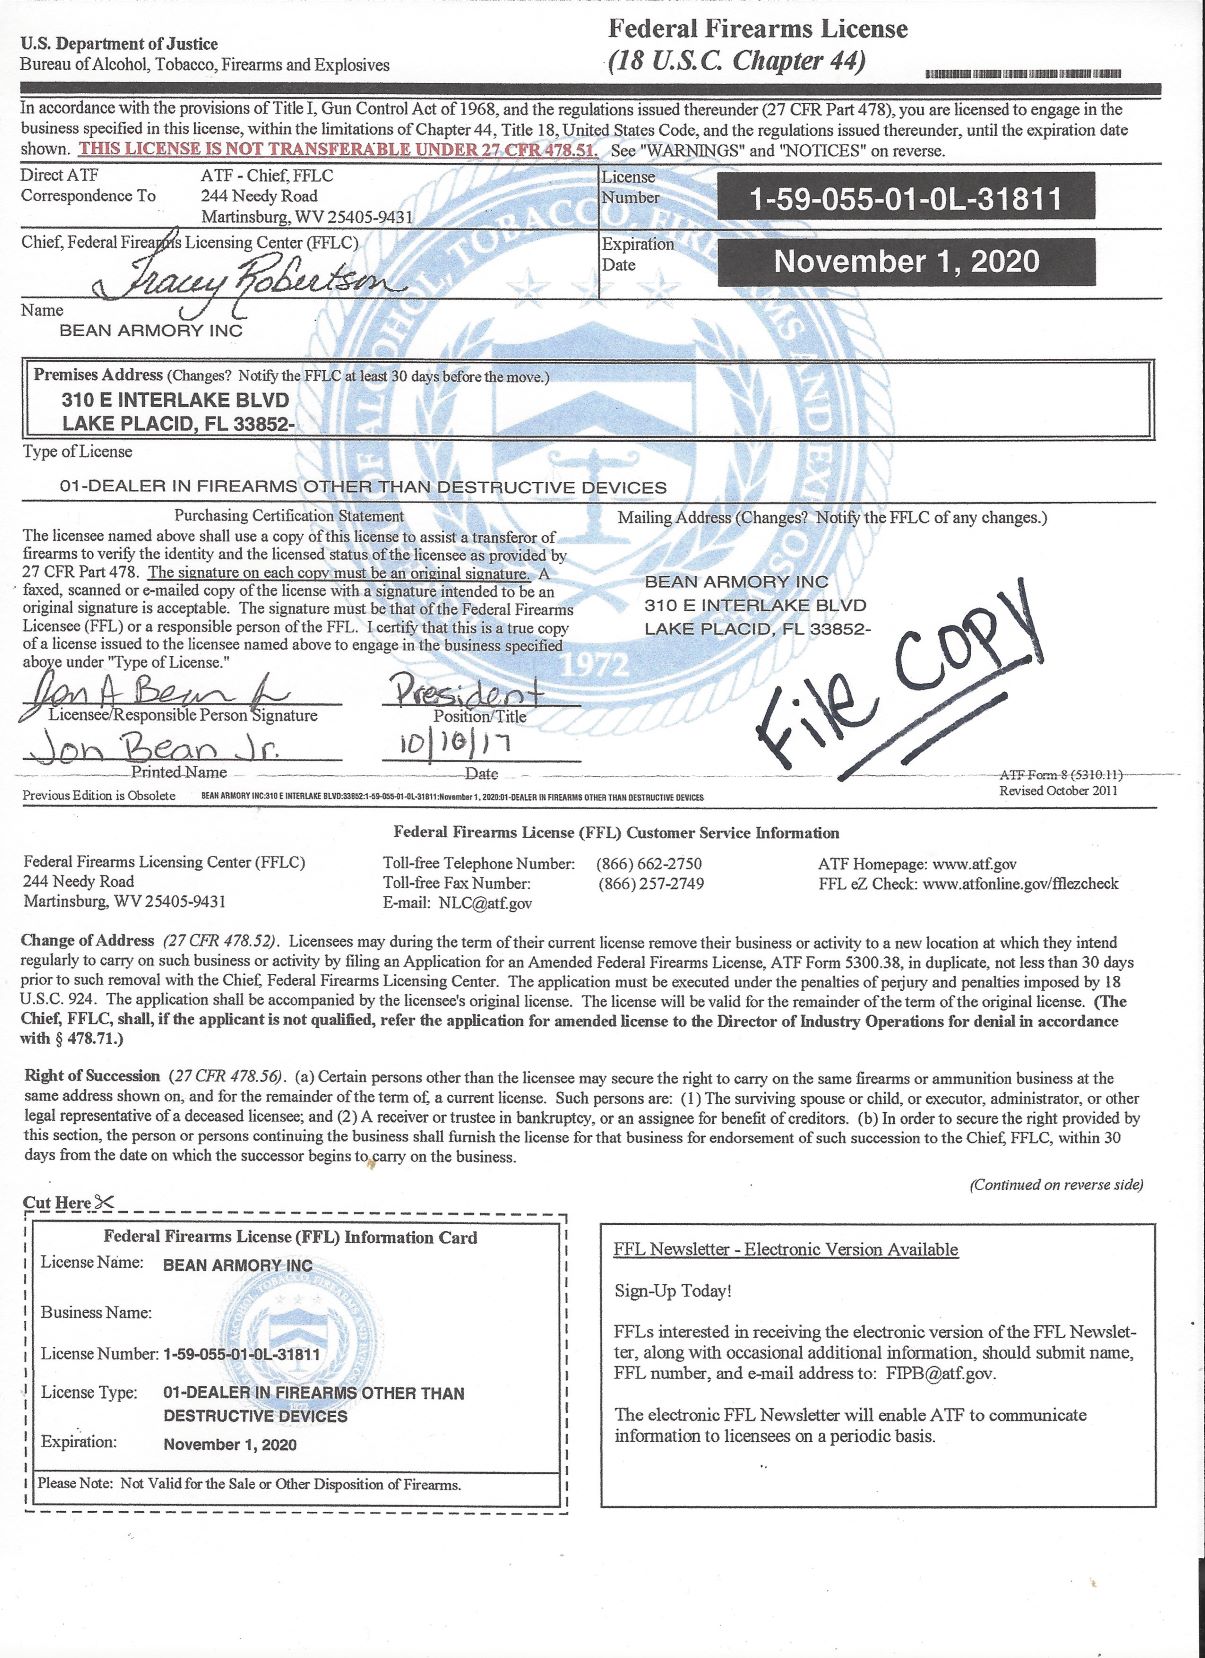 U.S. Department of Justice
Bureau of Alcohol, Tobacco, Firearms and Explosives
Federal Firearms License
(18 U.S.C. Chapter 44)
In accordance with the provisions of Title I, Gun Control Act of 1968, and the regulations issued thereunder (27 CFR Part 478), you are licensed to engage in the
business specified in this license, within the limitations of Chapter 44, Title 18, United States Code, and the regulations issued thereunder, until the expiration date
shown. THIS LICENSE IS NOT TRANSFERABLE UNDER 27 CFR 478.51. See "WARNINGS" and "NOTICES" on reverse.
Direct ATF
Correspondence To
ATF - Chief, FFLC
244 Needy Road
Martinsburg, WV 25405-9431
License
Number
1-59-055-01-0L-31811
Chief, Federal Firearms Licensing Center (FFLC)
Tracey Robertson
Expiration
Date
November 1, 2020
Name
BEAN ARMORY INC
Premises Address (Changes? Notify the FFLC at least 30 days before the move.)
310 E INTERLAKE BLVD
LAKE PLACID, FL 33852-
Type of License
01-DEALER IN FIREARMS OTHER THAN DESTRUCTIVE DEVICES
Purchasing Certification Statement
The licensee named above shall use a copy of this license to assist a transferor of
firearms to verify the identity and the licensed status of the licensee as provided by
27 CFR Part 478. The signature on each copy must be an original signature. A
faxed, scanned or e-mailed copy of the license with a signature intended to be an
original signature is acceptable. The signature must be that of the Federal Firearms
Licensee (FFL) or a responsible person of the FFL. I certify that this is a true copy
of a license issued to the licensee named above to engage in the business specified
above under "Type of License."
Mailing Address (Changes? Notify the FFLC of any changes.)
BEAN ARMORY INC
310 E INTERLAKE BLVD
LAKE PLACID, FL 33852-
1972
File COPY
Jon A Bean Jr
President
Licensee/Responsible Person Signature
Position/Title
Jon Bean Jr.
10/10/17
Printed Name
Date
ATF Form 8 (5310.11)
Revised October 2011
Previous Edition is Obsolete
BEAN ARMORY INC:310 E INTERLAKE BLVD:33852:1-59-055-01-0L-31811:November 1, 2020:01-DEALER IN FIREARMS OTHER THAN DESTRUCTIVE DEVICES
Federal Firearms License (FFL) Customer Service Information
Federal Firearms Licensing Center (FFLC)
244 Needy Road
Martinsburg, WV 25405-9431
Toll-free Telephone Number: (866) 662-2750
Toll-free Fax Number: (866) 257-2749
E-mail: NLC@atf.gov
ATF Homepage: www.atf.gov
FFL eZ Check: www.atfonline.gov/fflezcheck
Change of Address (27 CFR 478.52). Licensees may during the term of their current license remove their business or activity to a new location at which they intend
regularly to carry on such business or activity by filing an Application for an Amended Federal Firearms License, ATF Form 5300.38, in duplicate, not less than 30 days
prior to such removal with the Chief, Federal Firearms Licensing Center. The application must be executed under the penalties of perjury and penalties imposed by 18
U.S.C. 924. The application shall be accompanied by the licensee's original license. The license will be valid for the remainder of the term of the original license. (The
Chief, FFLC, shall, if the applicant is not qualified, refer the application for amended license to the Director of Industry Operations for denial in accordance
with § 478.71.)
Right of Succession (27 CFR 478.56). (a) Certain persons other than the licensee may secure the right to carry on the same firearms or ammunition business at the
same address shown on, and for the remainder of the term of, a current license. Such persons are: (1) The surviving spouse or child, or executor, administrator, or other
legal representative of a deceased licensee; and (2) A receiver or trustee in bankruptcy, or an assignee for benefit of creditors. (b) In order to secure the right provided by
this section, the person or persons continuing the business shall furnish the license for that business for endorsement of such succession to the Chief, FFLC, within 30
days from the date on which the successor begins to carry on the business.
(Continued on reverse side)
Cut Here
Federal Firearms License (FFL) Information Card
License Name: BEAN ARMORY INC
Business Name:
License Number: 1-59-055-01-0L-31811
License Type: 01-DEALER IN FIREARMS OTHER THAN
DESTRUCTIVE DEVICES
Expiration: November 1, 2020
Please Note: Not Valid for the Sale or Other Disposition of Firearms.
FFL Newsletter - Electronic Version Available
Sign-Up Today!
FFLs interested in receiving the electronic version of the FFL Newslet-
ter, along with occasional additional information, should submit name,
FFL number, and e-mail address to: FIPB@atf.gov.
The electronic FFL Newsletter will enable ATF to communicate
information to licensees on a periodic basis.